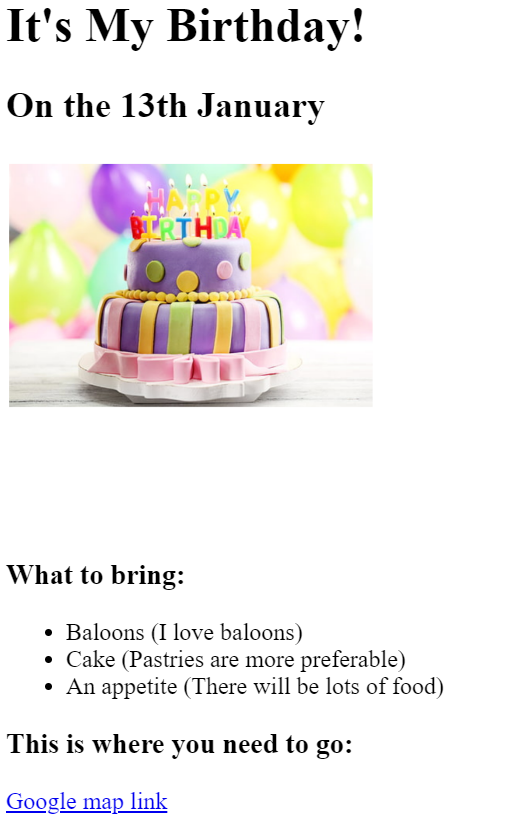 It's My Birthday!
On the 13th January
HAPPY
BIRTHDAY
What to bring:
Baloons (I love baloons)
Cake (Pastries are more preferable)
An appetite (There will be lots of food)
This is where you need to go:
Google map link